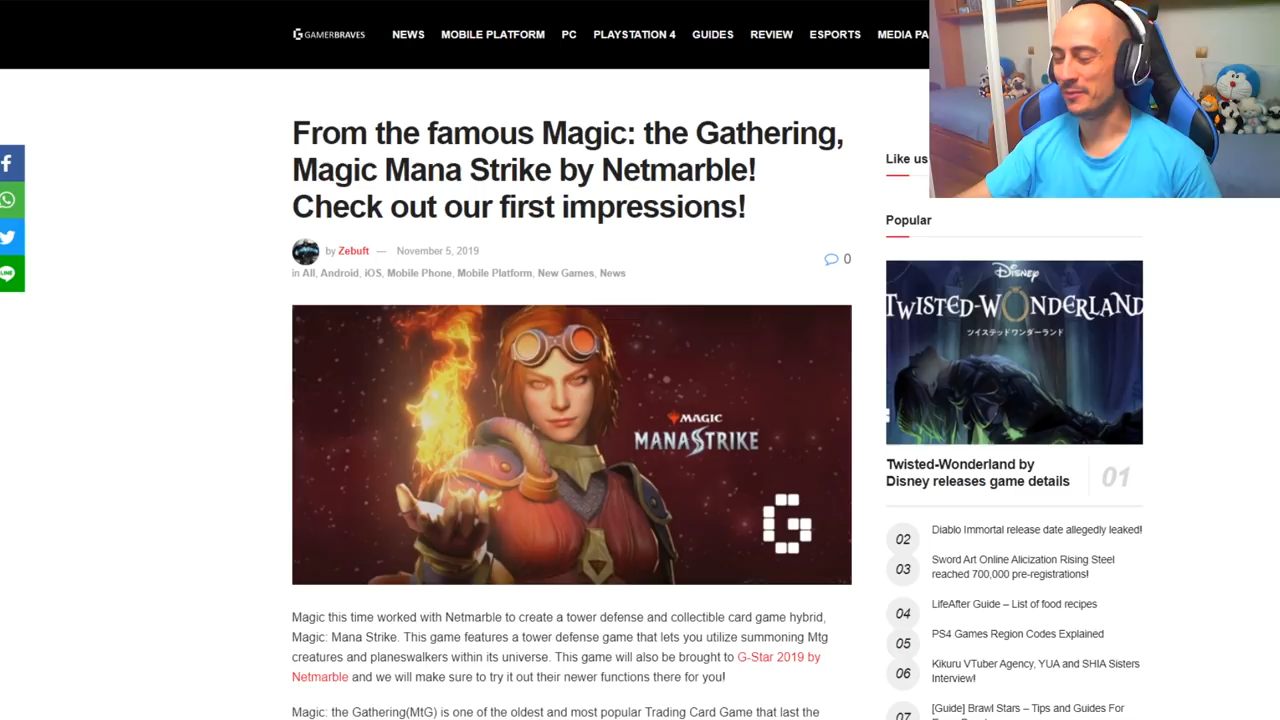 GAMERBRAVES
NEWS
MOBILE PLATFORM
PC
PLAYSTATION 4
GUIDES
REVIEW
ESPORTS
MEDIA PA
From the famous Magic: the Gathering,
Magic Mana Strike by Netmarble!
Check out our first impressions!
by Zebuft — November 5, 2019
0
in All, Android, iOS, Mobile Phone, Mobile Platform, New Games, News
MAGIC
MANASTRIKE
Magic this time worked with Netmarble to create a tower defense and collectible card game hybrid,
Magic: Mana Strike. This game features a tower defense game that lets you utilize summoning Mtg
creatures and planeswalkers within its universe. This game will also be brought to G-Star 2019 by
Netmarble and we will make sure to try it out their newer functions there for you!
Magic: the Gathering(MtG) is one of the oldest and most popular Trading Card Game that last the
LINE
Like us
Popular
Disney
TWISTED-WONDERLAND
ツイステッドワンダーランド
Twisted-Wonderland by
Disney releases game details
01
02
Diablo Immortal release date allegedly leaked!
03
Sword Art Online Alicization Rising Steel
reached 700,000 pre-registrations!
04
LifeAfter Guide – List of food recipes
05
PS4 Games Region Codes Explained
06
Kikuru VTuber Agency, YUA and SHIA Sisters
Interview!
07
[Guide] Brawl Stars – Tips and Guides For